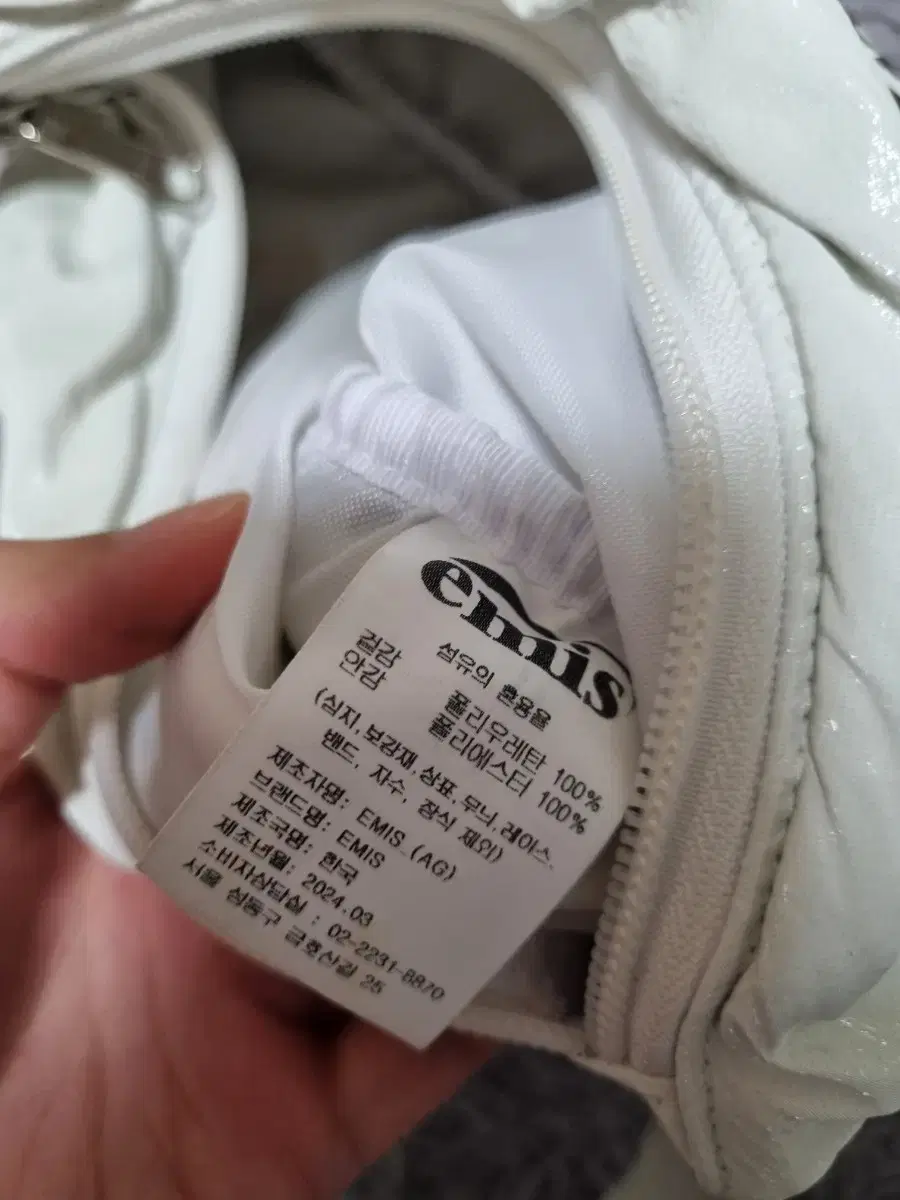 emis
섬유의 혼용율
겉감 폴리우레탄 100%
안감 폴리에스터 100%
(심지,보강재,상표,무늬,레이스,
밴드, 자수, 장식 제외)
제조자명: EMIS (AG)
브랜드명: EMIS
제조국명: 한국
제조년월: 2024.03
소비자상담실 : 02-2231-8870
서울 성동구 금호산길 25